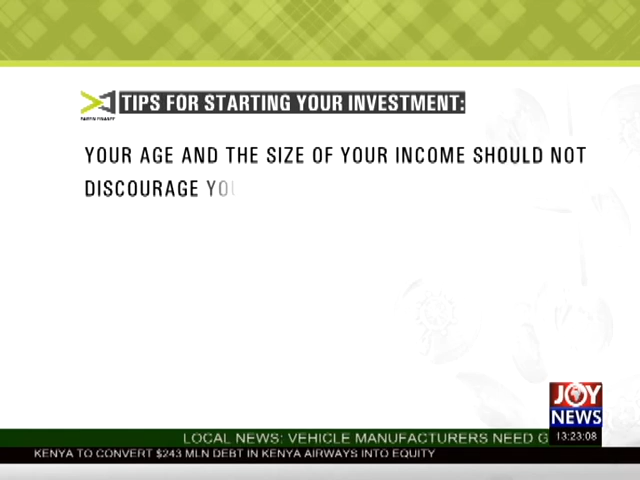 TIPS FOR STARTING YOUR INVESTMENT:
YOUR AGE AND THE SIZE OF YOUR INCOME SHOULD NOT
DISCOURAGE YOU
JOY
NEWS
13:23:08
LOCAL NEWS: VEHICLE MANUFACTURERS NEED G
KENYA TO CONVERT $243 MLN DEBT IN KENYA AIRWAYS INTO EQUITY